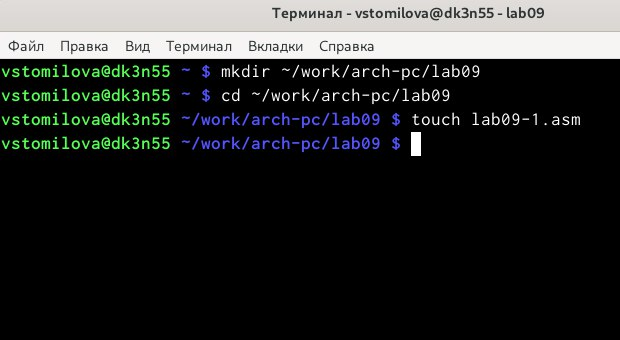 Терминал - vstomilova@dk3n55 - lab09
Файл Правка Вид Терминал Вкладки Справка
vstomilova@dk3n55 ~ $ mkdir ~/work/arch-pc/lab09
vstomilova@dk3n55 ~ $ cd ~/work/arch-pc/lab09
vstomilova@dk3n55 ~/work/arch-pc/lab09 $ touch lab09-1.asm
vstomilova@dk3n55 ~/work/arch-pc/lab09 $